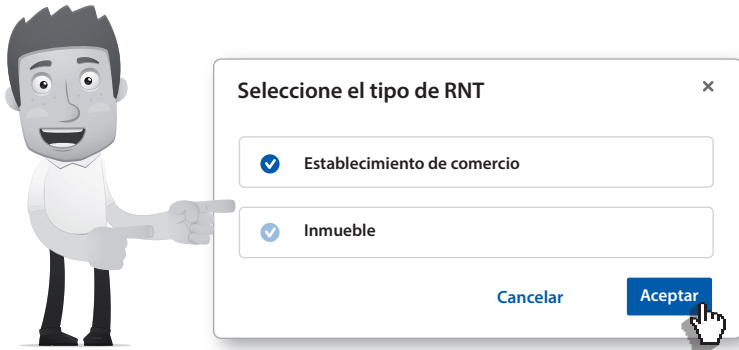 Seleccione el tipo de RNT
Establecimiento de comercio
Inmueble
Cancelar
Aceptar